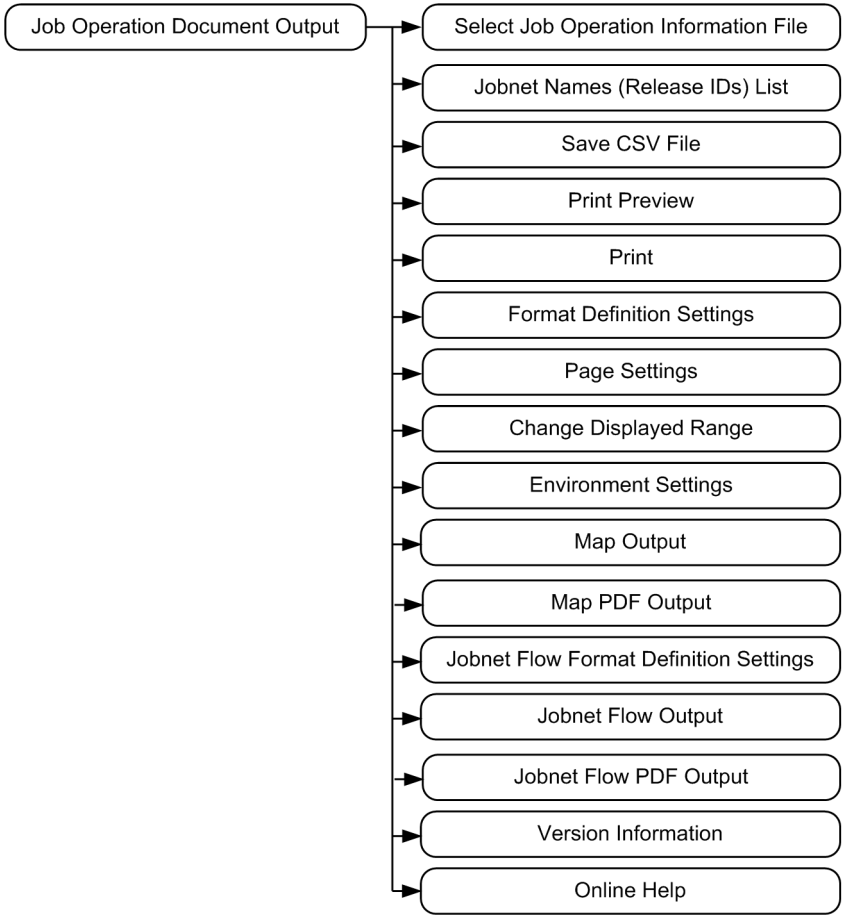 Job Operation Document Output
Select Job Operation Information File
Jobnet Names (Release IDs) List
Save CSV File
Print Preview
Print
Format Definition Settings
Page Settings
Change Displayed Range
Environment Settings
Map Output
Map PDF Output
Jobnet Flow Format Definition Settings
Jobnet Flow Output
Jobnet Flow PDF Output
Version Information
Online Help